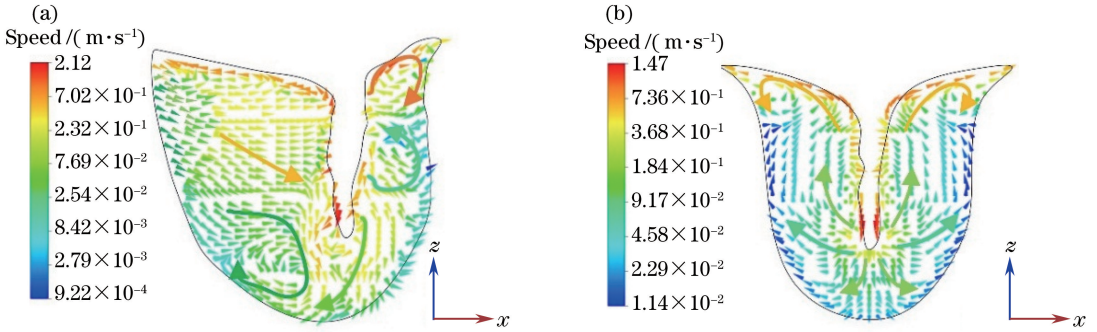 (a)
Speed /( m·s⁻¹)
2.12
7.02×10⁻¹
2.32×10⁻¹
7.69×10⁻²
2.54×10⁻²
8.42×10⁻³
2.79×10⁻³
9.22×10⁻⁴
z
x
(b)
Speed /( m·s⁻¹)
1.47
7.36×10⁻¹
3.68×10⁻¹
1.84×10⁻¹
9.17×10⁻²
4.58×10⁻²
2.29×10⁻²
1.14×10⁻²
z
x